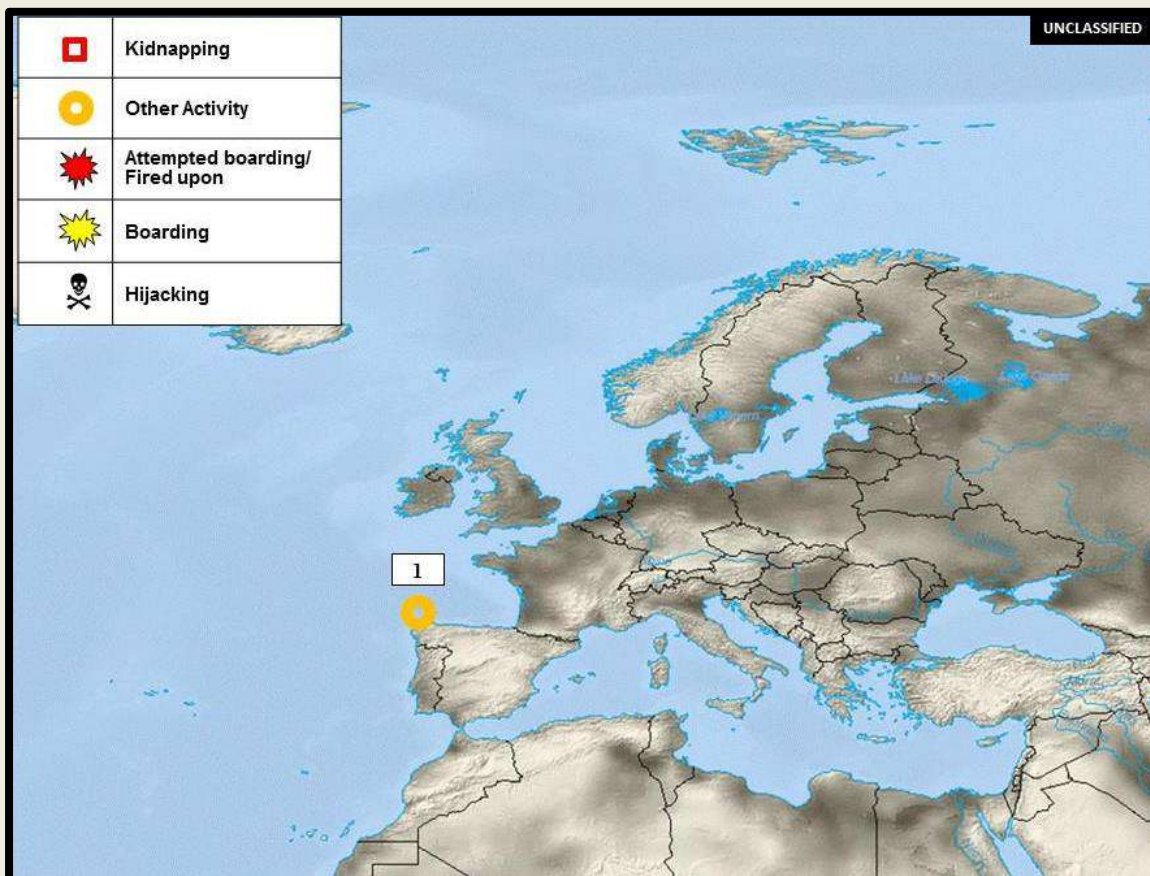 UNCLASSIFIED
Kidnapping
Other Activity
Attempted boarding/
Fired upon
Boarding
Hijacking
1